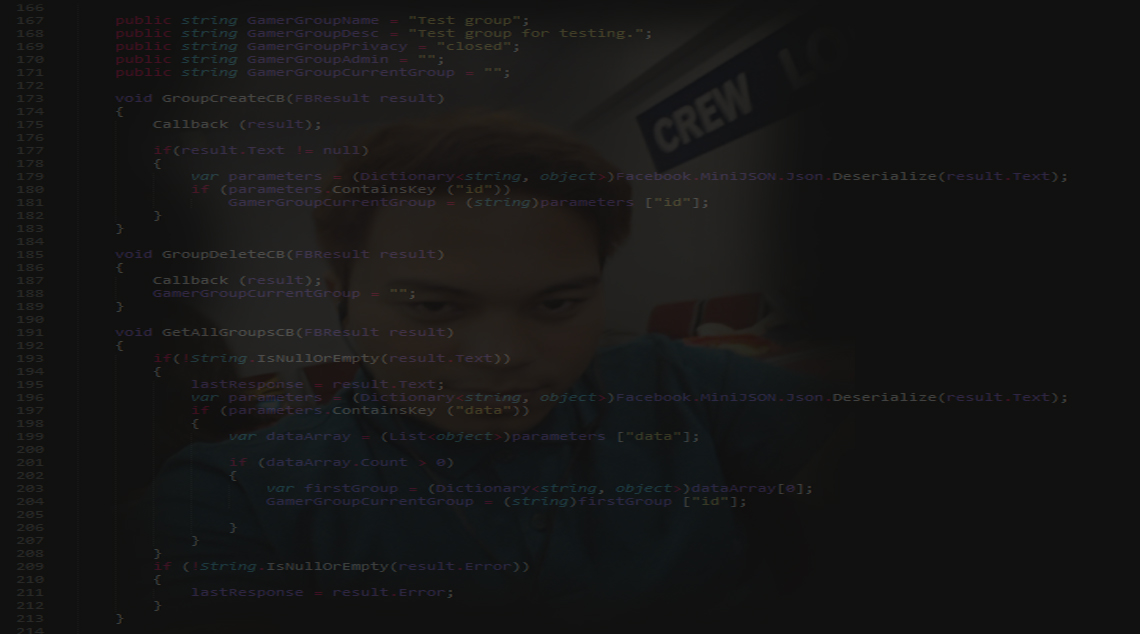 CREW LO
166
167 public string GamerGroupName = "Test group";
168 public string GamerGroupDesc = "Test group for testing.";
169 public string GamerGroupPrivacy = "closed";
170 public string GamerGroupAdmin = "";
171 public string GamerGroupCurrentGroup = "";
172
173 void GroupCreateCB(FBResult result)
174 {
175 Callback (result);
176
177 if(result.Text != null)
178 {
179 var parameters = (Dictionary<string, object>)Facebook.MiniJSON.Json.Deserialize(result.Text);
180 if (parameters.ContainsKey ("id"))
181 GamerGroupCurrentGroup = (string)parameters ["id"];
182 }
183 }
184
185 void GroupDeleteCB(FBResult result)
186 {
187 Callback (result);
188 GamerGroupCurrentGroup = "";
189 }
190
191 void GetAllGroupsCB(FBResult result)
192 {
193 if(!String.IsNullOrEmpty(result.Text))
194 {
195 lastResponse = result.Text;
196 var parameters = (Dictionary<string, object>)Facebook.MiniJSON.Json.Deserialize(result.Text);
197 if (parameters.ContainsKey ("data"))
198 {
199 var dataArray = (List<object>)parameters ["data"];
200
201 if (dataArray.Count > 0)
202 {
203 var firstGroup = (Dictionary<string, object>)dataArray[0];
204 GamerGroupCurrentGroup = (string)firstGroup ["id"];
205
206 }
207 }
208 }
209 if (!String.IsNullOrEmpty(result.Error))
210 {
211 lastResponse = result.Error;
212 }
213 }
214